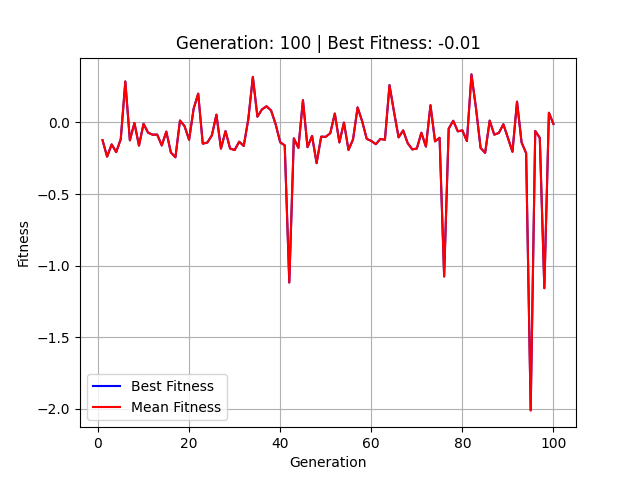 Generation: 100 | Best Fitness: -0.01
Fitness
0.0
−0.5
−1.0
−1.5
−2.0
Best Fitness
Mean Fitness
0 20 40 60 80 100
Generation